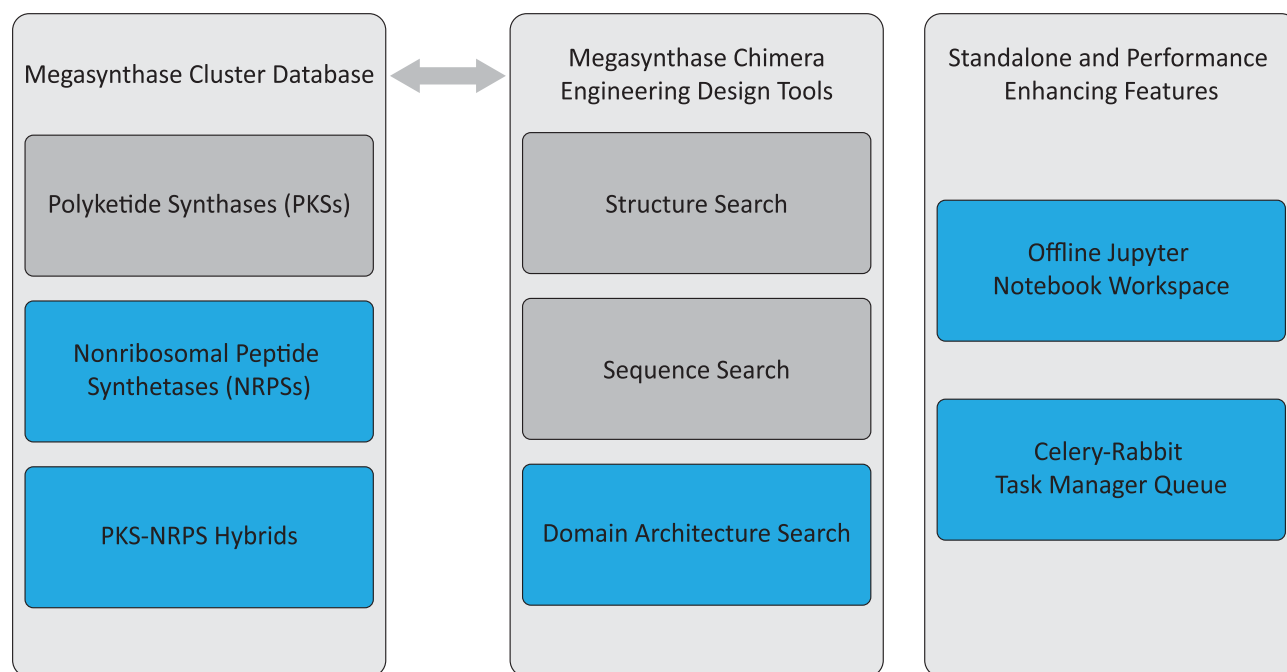 Megasynthase Cluster Database
Polyketide Synthases (PKSs)
Nonribosomal Peptide
Synthetases (NRPSs)
PKS-NRPS Hybrids
Megasynthase Chimera
Engineering Design Tools
Structure Search
Sequence Search
Domain Architecture Search
Standalone and Performance
Enhancing Features
Offline Jupyter
Notebook Workspace
Celery-Rabbit
Task Manager Queue